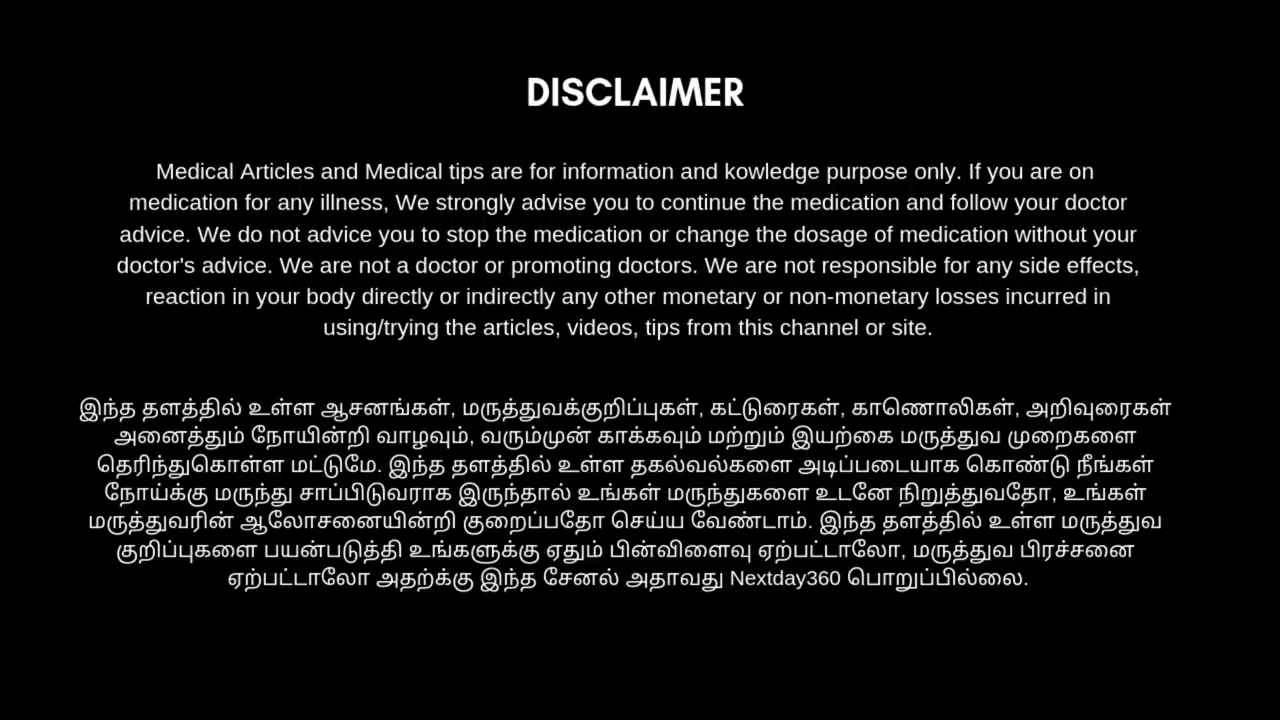 DISCLAIMER
Medical Articles and Medical tips are for information and kowledge purpose only. If you are on
medication for any illness, We strongly advise you to continue the medication and follow your doctor
advice. We do not advice you to stop the medication or change the dosage of medication without your
doctor's advice. We are not a doctor or promoting doctors. We are not responsible for any side effects,
reaction in your body directly or indirectly any other monetary or non-monetary losses incurred in
using/trying the articles, videos, tips from this channel or site.
இந்த தளத்தில் உள்ள ஆசனங்கள், மருத்துவக்குறிப்புகள், கட்டுரைகள், காணொலிகள், அறிவுரைகள்
அனைத்தும் நோயின்றி வாழவும், வரும்முன் காக்கவும் மற்றும் இயற்கை மருத்துவ முறைகளை
தெரிந்துகொள்ள மட்டுமே. இந்த தளத்தில் உள்ள தகல்வல்களை அடிப்படையாக கொண்டு நீங்கள்
நோய்க்கு மருந்து சாப்பிடுவராக இருந்தால் உங்கள் மருந்துகளை உடனே நிறுத்துவதோ, உங்கள்
மருத்துவரின் ஆலோசனையின்றி குறைப்பதோ செய்ய வேண்டாம். இந்த தளத்தில் உள்ள மருத்துவ
குறிப்புகளை பயன்படுத்தி உங்களுக்கு ஏதும் பின்விளைவு ஏற்பட்டாலோ, மருத்துவ பிரச்சனை
ஏற்பட்டாலோ அதற்க்கு இந்த சேனல் அதாவது Nextday360 பொறுப்பில்லை.